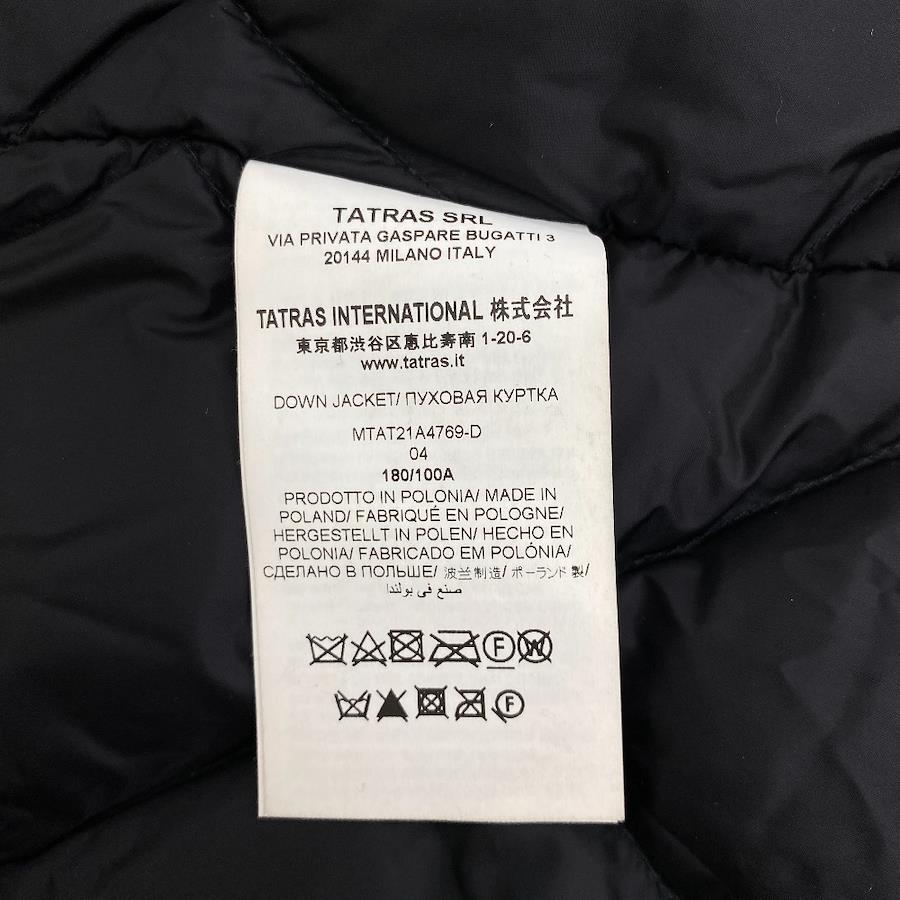 TATRAS SRL
VIA PRIVATA GASPARE BUGATTI 3
20144 MILANO ITALY
TATRAS INTERNATIONAL 株式会社
東京都渋谷区恵比寿南 1-20-6
www.tatras.it
DOWN JACKET/ ПУХОВАЯ КУРТКА
MTAT21A4769-D
04
180/100A
PRODOTTO IN POLONIA/ MADE IN
POLAND/ FABRIQUÉ EN POLOGNE/
HERGESTELLT IN POLEN/ HECHO EN
POLONIA/ FABRICADO EM POLÓNIA/
СДЕЛАНО В ПОЛЬШЕ/ 波兰制造/ ポーランド製/
صنع في بولندا
F W
F